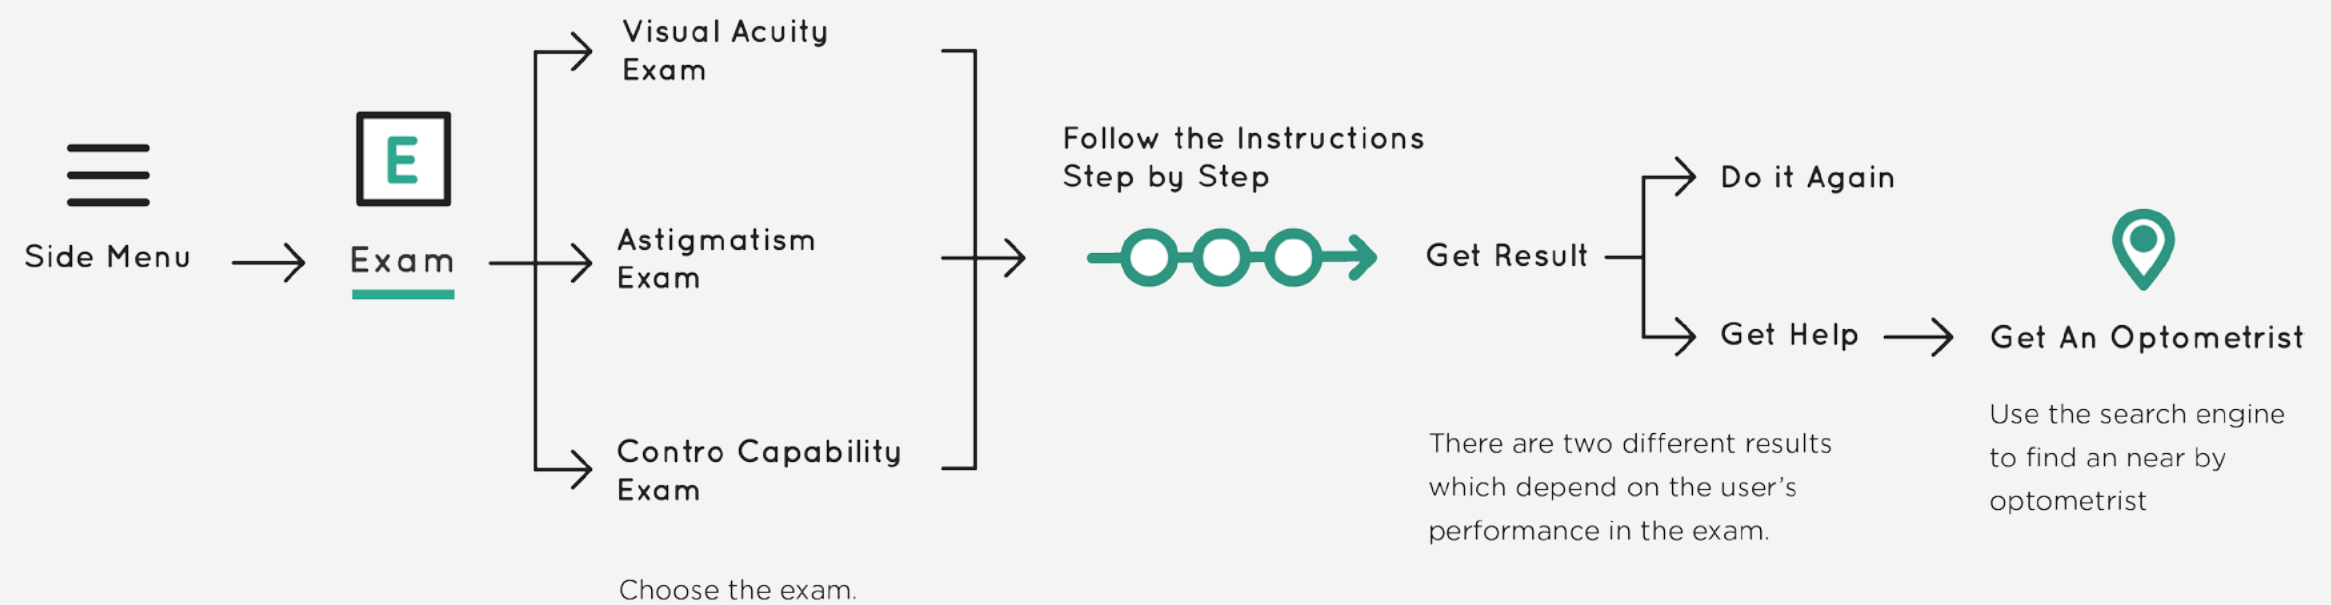 Side Menu
E
Exam
Visual Acuity
Exam
Astigmatism
Exam
Contro Capability
Exam
Choose the exam.
Follow the Instructions
Step by Step
Get Result
Do it Again
Get Help
There are two different results
which depend on the user's
performance in the exam.
Get An Optometrist
Use the search engine
to find an near by
optometrist